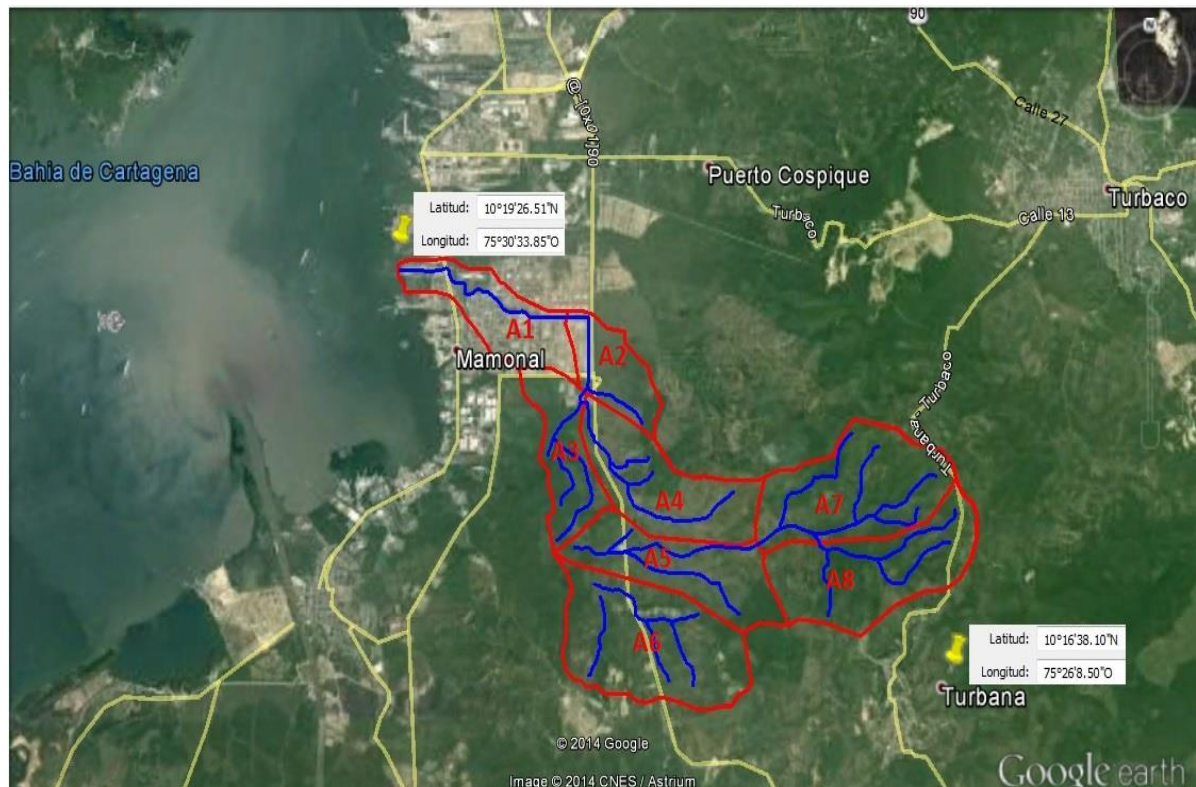 90
N
@-[ox01]90
Calle 27
Bahia de Cartagena
Puerto Cospique
Turbaco
Latitud: 10°19'26.51"N
Longitud: 75°30'33.85"O
Turbaco
Calle 13
A1
A2
Mamonal
Turbana- Turbaco
A3
A4
A7
A5
A8
A6
Latitud: 10°16'38.10"N
Longitud: 75°26'8.50"O
Turbana
© 2014 Google
Image © 2014 CNES / Astrium
Google earth